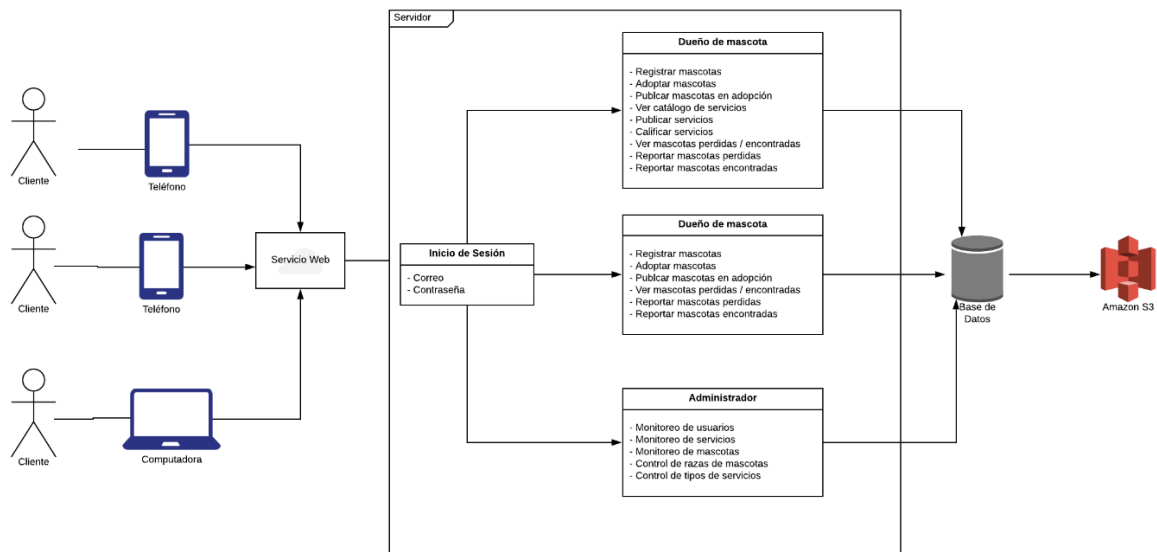 Servidor
Dueño de mascota
- Registrar mascotas
- Adoptar mascotas
- Publcar mascotas en adopción
- Ver catálogo de servicios
- Publicar servicios
- Calificar servicios
- Ver mascotas perdidas / encontradas
- Reportar mascotas perdidas
- Reportar mascotas encontradas
Cliente
Teléfono
Cliente
Teléfono
Cliente
Computadora
Servicio Web
Inicio de Sesión
- Correo
- Contraseña
Dueño de mascota
- Registrar mascotas
- Adoptar mascotas
- Publcar mascotas en adopción
- Ver mascotas perdidas / encontradas
- Reportar mascotas perdidas
- Reportar mascotas encontradas
Administrador
- Monitoreo de usuarios
- Monitoreo de servicios
- Monitoreo de mascotas
- Control de razas de mascotas
- Control de tipos de servicios
Base de
Datos
Amazon S3